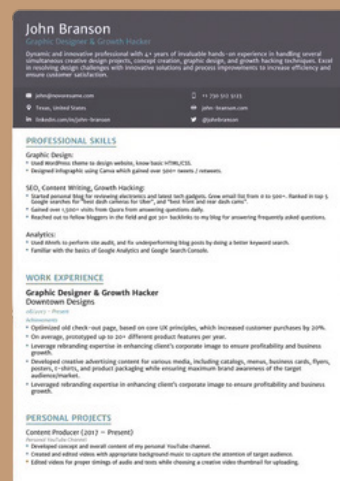 John Branson
Graphic Designer & Growth Hacker
Dynamic and innovative professional with 4+ years of invaluable hands-on experience in handling several
simultaneous creative design projects, concept creation, graphic design, and growth hacking techniques. Excel
in resolving design challenges with innovative solutions and process improvements to increase efficiency and
ensure customer satisfaction.
john@novoresume.com
Texas, United States
john-branson.com
linkedin.com/in/john-branson
@johnbranson
PROFESSIONAL SKILLS
Graphic Design:
Used WordPress theme to design website, know basic HTML/CSS.
Designed infographic using Canva which gained over 500+ tweets / retweets.
SEO, Content Writing, Growth Hacking:
Started personal blog for reviewing electronics and latest tech gadgets. Grew email list from 0 to 500+. Ranked in top 5
Google searches for "best dash cameras for Uber", and "best front and rear dash cams".
Gained over 1,500+ visits from Quora from answering questions daily.
Reached out to fellow bloggers in the field and got 30+ backlinks to my blog for answering frequently asked questions.
Analytics:
Used Ahrefs to perform site audit, and fix underperforming blog posts by doing a better keyword search.
Familiar with the basics of Google Analytics and Google Search Console.
WORK EXPERIENCE
Graphic Designer & Growth Hacker
Downtown Designs
Present
Achievements
Optimized old check-out page, based on core UX principles, which increased customer purchases by 20%.
On average, prototyped up to 20+ different product features per year.
Leverage rebranding expertise in enhancing client's corporate image to ensure profitability and business
growth.
Developed creative advertising content for various media, including catalogs, menus, business cards, flyers,
posters, t-shirts, and product packaging while ensuring maximum brand awareness of the target
audience/market.
Leveraged rebranding expertise in enhancing client's corporate image to ensure profitability and business
growth.
PERSONAL PROJECTS
Content Producer (2017 – Present)
Personal YouTube Channel
Developed concept and overall content of my personal YouTube channel.
Created and edited videos with appropriate background music to capture the attention of target audience.
Edited videos for proper timings of audio and texts while choosing a creative video thumbnail for uploading.